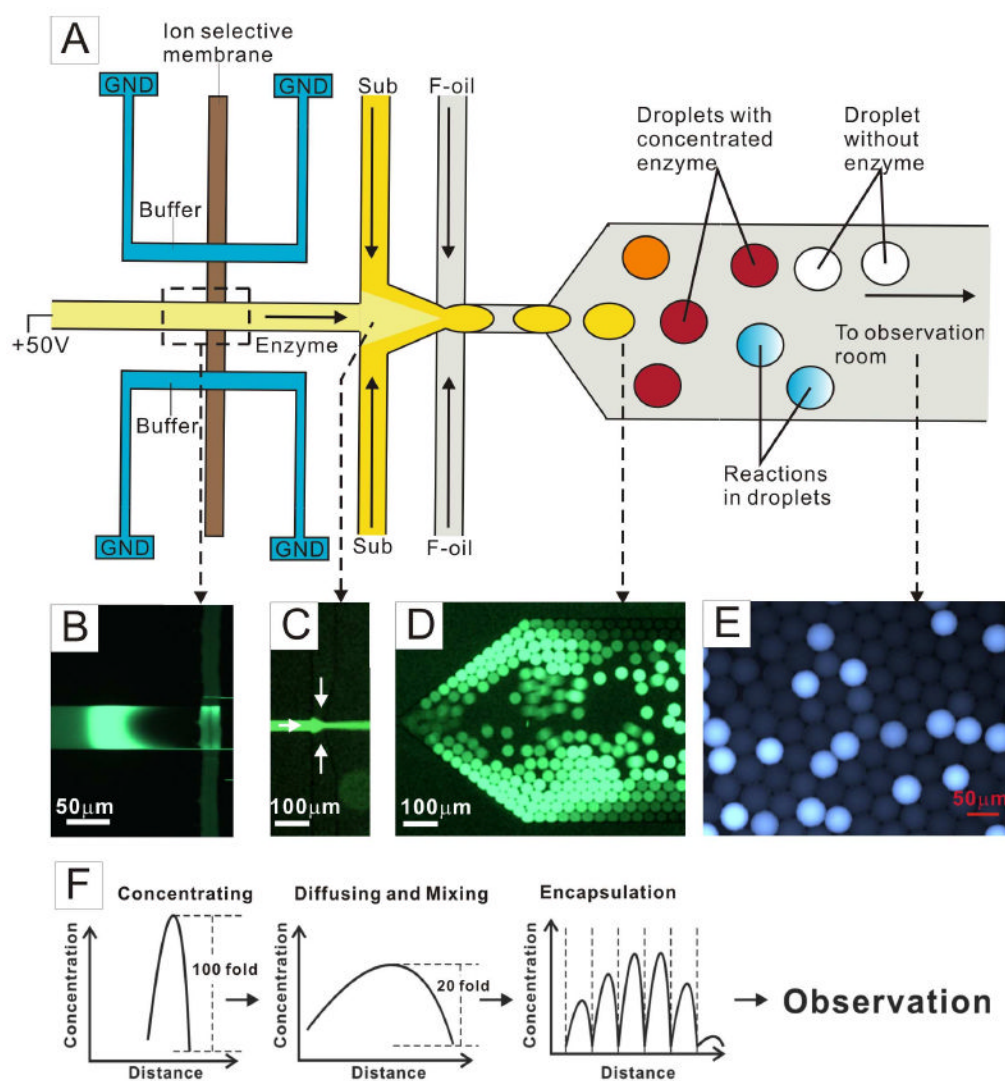 A
Ion selective
membrane
GND
GND
Sub
F-oil
Droplets with
concentrated
enzyme
Droplet
without
enzyme
Buffer
+50V
Enzyme
To observation
room
Buffer
Reactions
in droplets
GND
GND
Sub
F-oil
B
50μm
C
100μm
D
100μm
E
50μm
F
Concentrating
Concentration
100 fold
Distance
Diffusing and Mixing
Concentration
20 fold
Distance
Encapsulation
Concentration
Distance
Observation